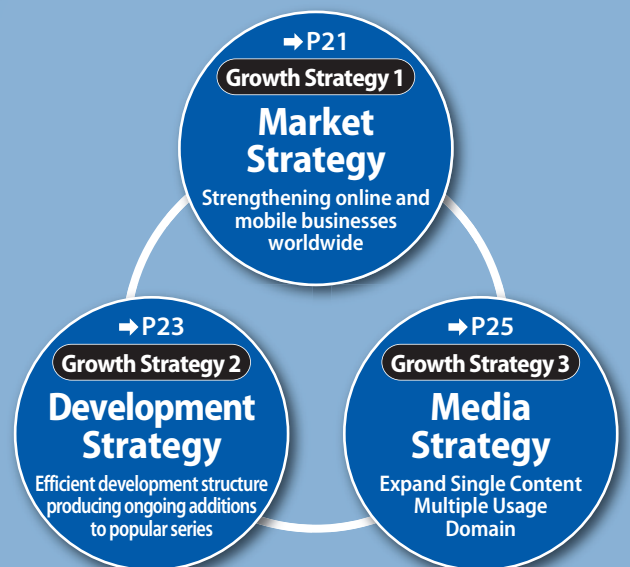 ➡P21
Growth Strategy 1
Market
Strategy
Strengthening online and
mobile businesses
worldwide
➡P23
Growth Strategy 2
Development
Strategy
Efficient development structure
producing ongoing additions
to popular series
➡P25
Growth Strategy 3
Media
Strategy
Expand Single Content
Multiple Usage
Domain